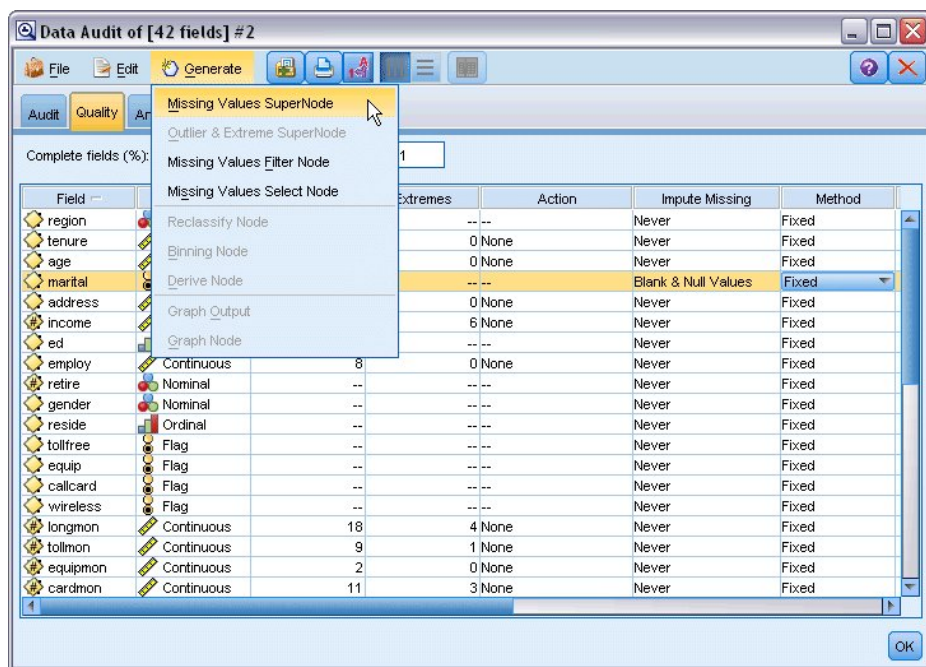 Data Audit of [42 fields] #2
File Edit Generate
Audit Quality An
Missing Values SuperNode
Outlier & Extreme SuperNode
Missing Values Filter Node
Missing Values Select Node
Reclassify Node
Binning Node
Derive Node
Graph Output
Graph Node
Complete fields (%): 1
Field Extremes Action Impute Missing Method
region -- -- Never Fixed
tenure 0 None Never Fixed
age 0 None Never Fixed
marital -- -- Blank & Null Values Fixed
address 0 None Never Fixed
income 6 None Never Fixed
ed -- -- Never Fixed
employ Continuous 8 0 None Never Fixed
retire Nominal -- -- -- Never Fixed
gender Nominal -- -- -- Never Fixed
reside Ordinal -- -- -- Never Fixed
tollfree Flag -- -- -- Never Fixed
equip Flag -- -- -- Never Fixed
callcard Flag -- -- -- Never Fixed
wireless Flag -- -- -- Never Fixed
longmon Continuous 18 4 None Never Fixed
tollmon Continuous 9 1 None Never Fixed
equipmon Continuous 2 0 None Never Fixed
cardmon Continuous 11 3 None Never Fixed
OK